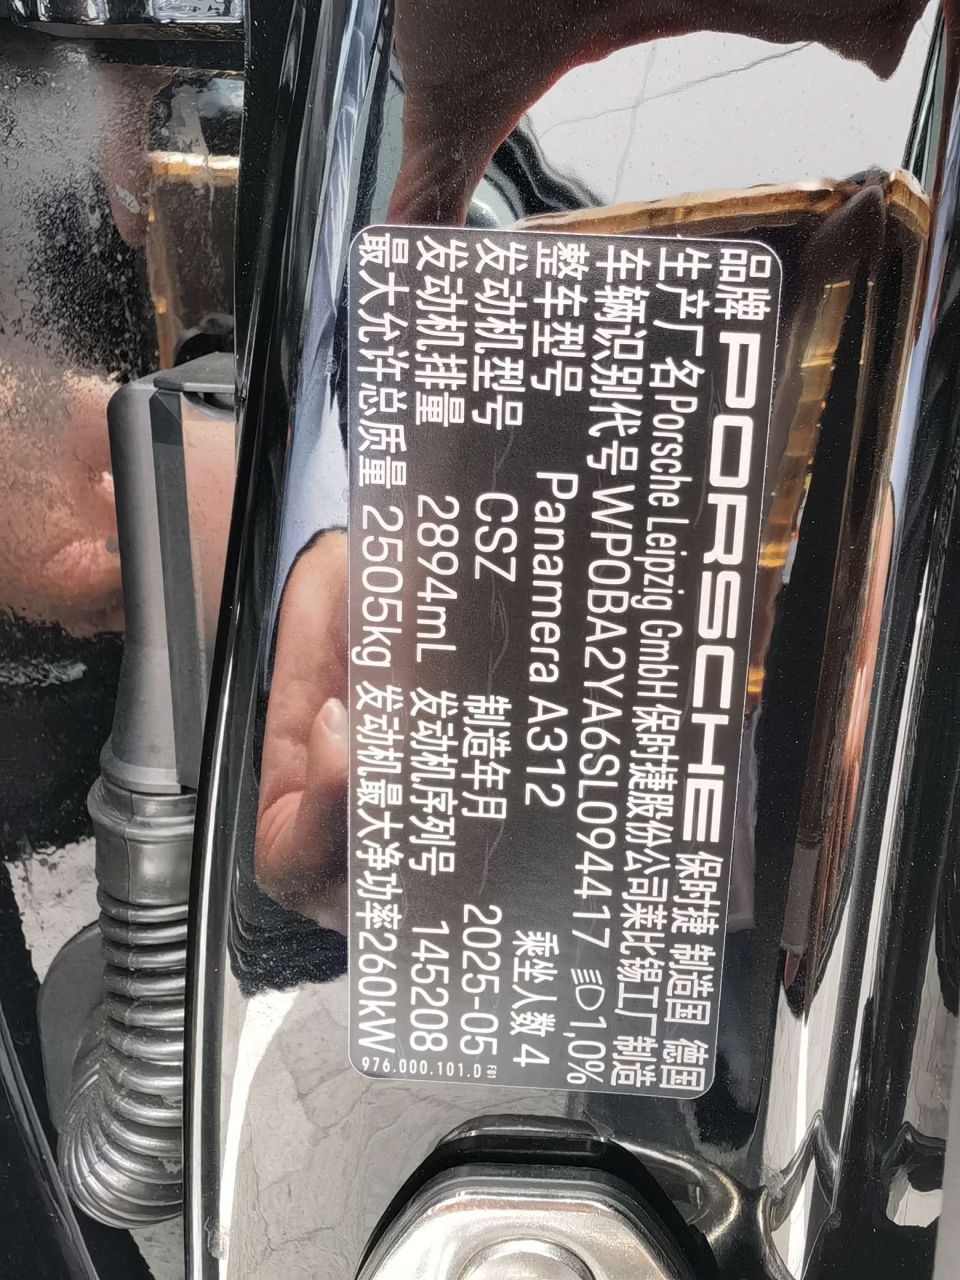 品牌 PORSCHE 保时捷 制造国 德国
生产厂名Porsche Leipzig GmbH保时捷股份公司莱比锡工厂制造
车辆识别代号 WP0BA2YA6SL094417 1,0%
整车型号 Panamera A312 乘坐人数 4
发动机型号 CSZ 制造年月 2025-05
发动机排量 2894mL 发动机序列号 145208
最大允许总质量 2505kg 发动机最大净功率260kW
976.000.101.D FD1